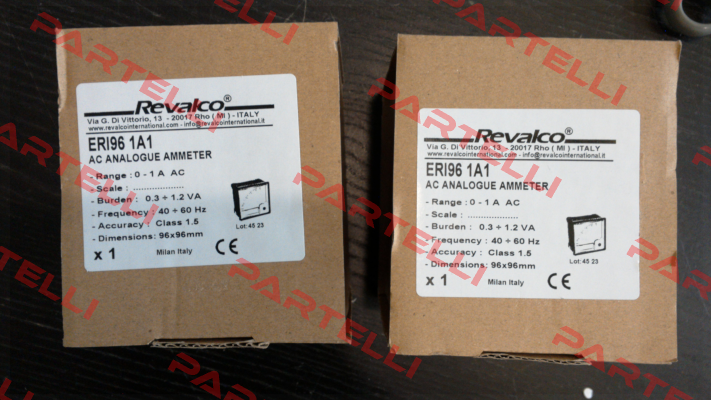 Revalco®
Via G. Di Vittorio, 13 - 20017 Rho ( MI ) - ITALY
www.revalcointernational.com - info@revalcointernational.it
ERI96 1A1
AC ANALOGUE AMMETER
- Range : 0 - 1 A AC
- Scale : ....................
- Burden : 0.3 ÷ 1.2 VA
- Frequency : 40 ÷ 60 Hz
- Accuracy : Class 1.5
- Dimensions: 96x96mm
Lot: 45 23
x 1 Milan Italy CE
Revalco®
Via G. Di Vittorio, 13 - 20017 Rho ( MI ) - ITALY
www.revalcointernational.com - info@revalcointernational.it
ERI96 1A1
AC ANALOGUE AMMETER
- Range : 0 - 1 A AC
- Scale : ....................
- Burden : 0.3 ÷ 1.2 VA
- Frequency : 40 ÷ 60 Hz
- Accuracy : Class 1.5
- Dimensions: 96x96mm
Lot: 45 23
x 1 Milan Italy CE
PARTELLI
PARTELLI
PARTELLI
PARTELLI
PARTELLI
PARTELLI